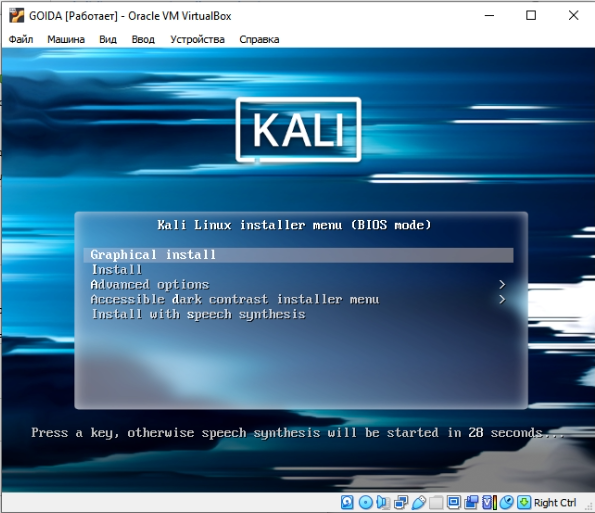 GOIDA [Работает] - Oracle VM VirtualBox
Файл Машина Вид Ввод Устройства Справка
KALI
Kali Linux installer menu (BIOS mode)
Graphical install
Install
Advanced options >
Accessible dark contrast installer menu >
Install with speech synthesis
Press a key, otherwise speech synthesis will be started in 28 seconds...
Right Ctrl